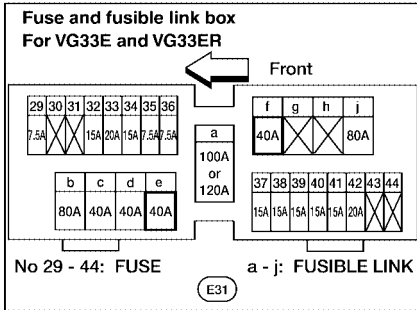 Fuse and fusible link box
For VG33E and VG33ER
Front
29 30 31 32 33 34 35 36
7.5A 15A 20A 15A 7.5A 7.5A
a
100A
or
120A
f g h j
40A 80A
b c d e
80A 40A 40A 40A
37 38 39 40 41 42 43 44
15A 15A 15A 15A 15A 20A
No 29 - 44: FUSE
a - j: FUSIBLE LINK
E31